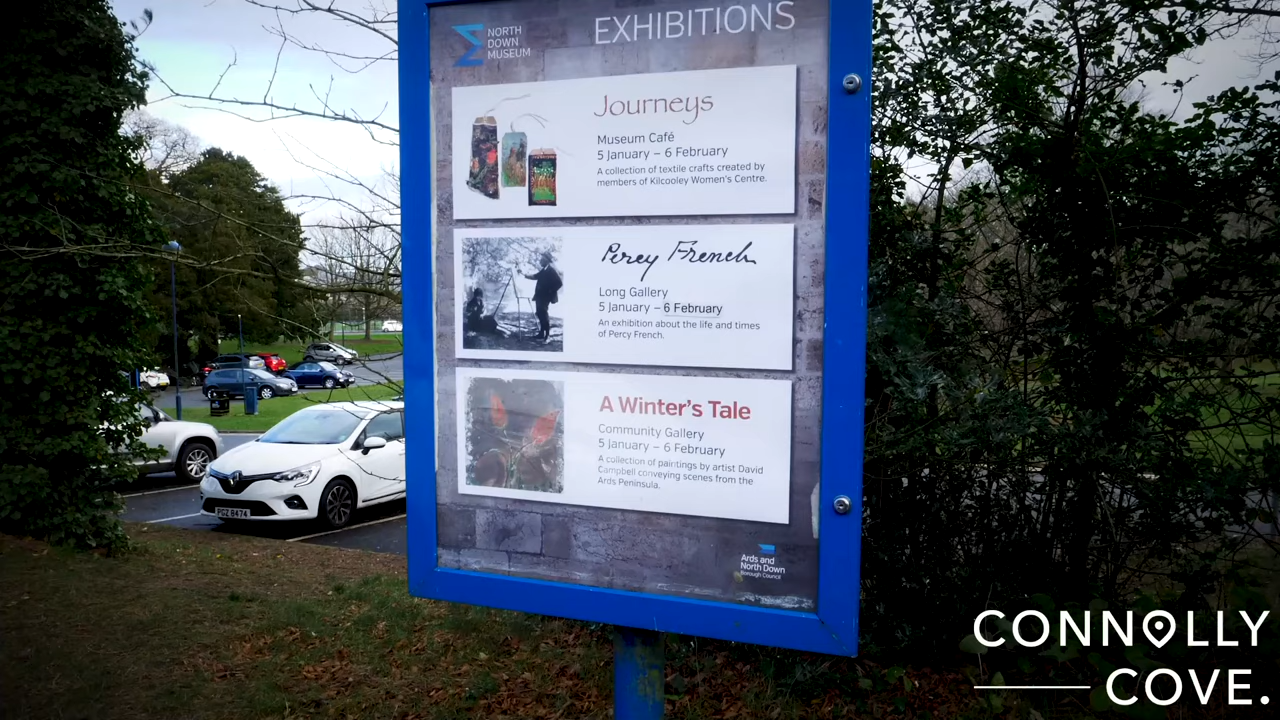 NORTH
DOWN
MUSEUM
EXHIBITIONS
Journeys
Museum Café
5 January – 6 February
A collection of textile crafts created by
members of Kilcooley Women's Centre.
Percy French
Long Gallery
5 January – 6 February
An exhibition about the life and times
of Percy French.
A Winter's Tale
Community Gallery
5 January – 6 February
A collection of paintings by artist David
Campbell conveying scenes from the
Ards Peninsula.
Ards and
North Down
Borough Council
PGZ 8474
CONNOLLY
COVE.